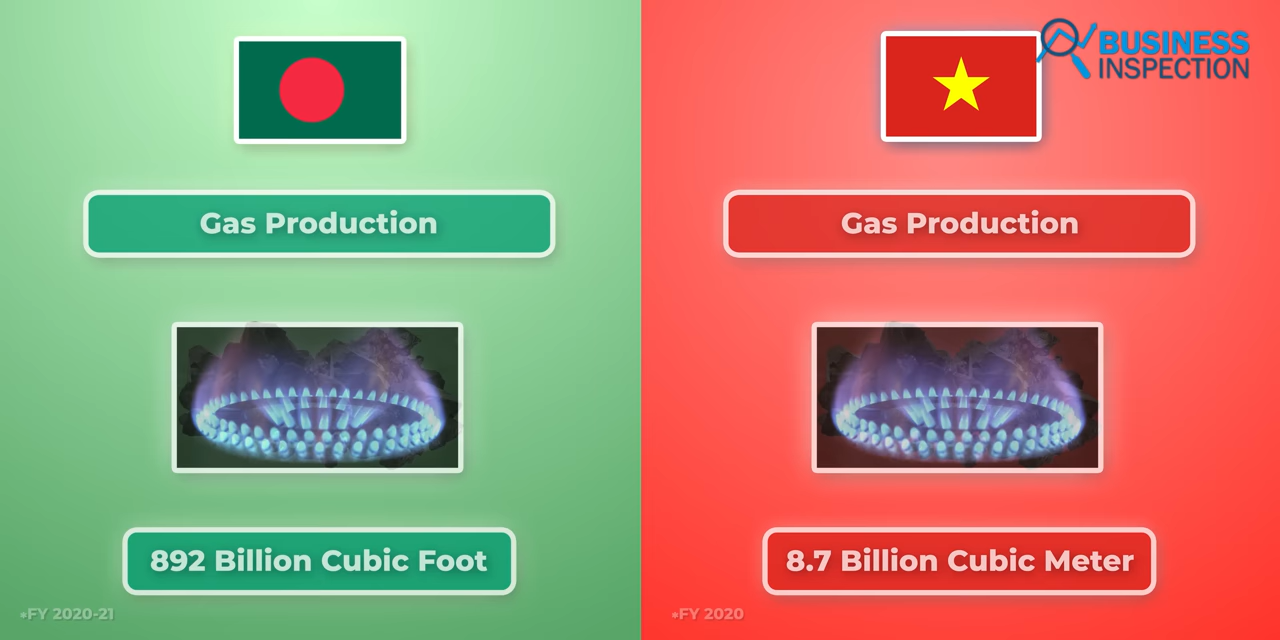 BUSINESS
INSPECTION
Gas Production
Gas Production
892 Billion Cubic Foot
8.7 Billion Cubic Meter
*FY 2020-21
*FY 2020